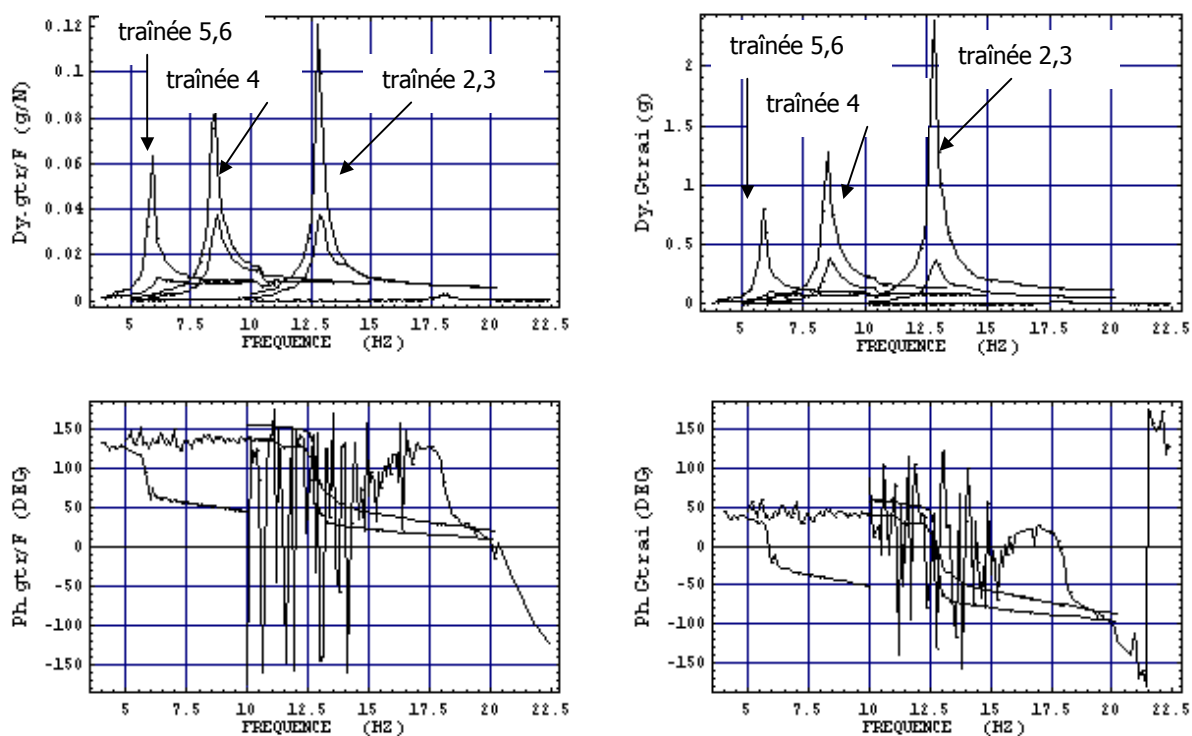 Dy.gtr/F (g/N)
0.12
0.1
0.08
0.06
0.04
0.02
0
traînée 5,6
traînée 4
traînée 2,3
5 7.5 10 12.5 15 17.5 20 22.5
FREQUENCE (HZ)
Dy.Gtrai (g)
2
1.5
1
0.5
0
traînée 5,6
traînée 4
traînée 2,3
5 7.5 10 12.5 15 17.5 20 22.5
FREQUENCE (HZ)
Ph.gtr/F (DEG)
150
100
50
0
-50
-100
-150
5 7.5 10 12.5 15 17.5 20 22.5
FREQUENCE (HZ)
Ph.Gtrai (DEG)
150
100
50
0
-50
-100
-150
5 7.5 10 12.5 15 17.5 20 22.5
FREQUENCE (HZ)